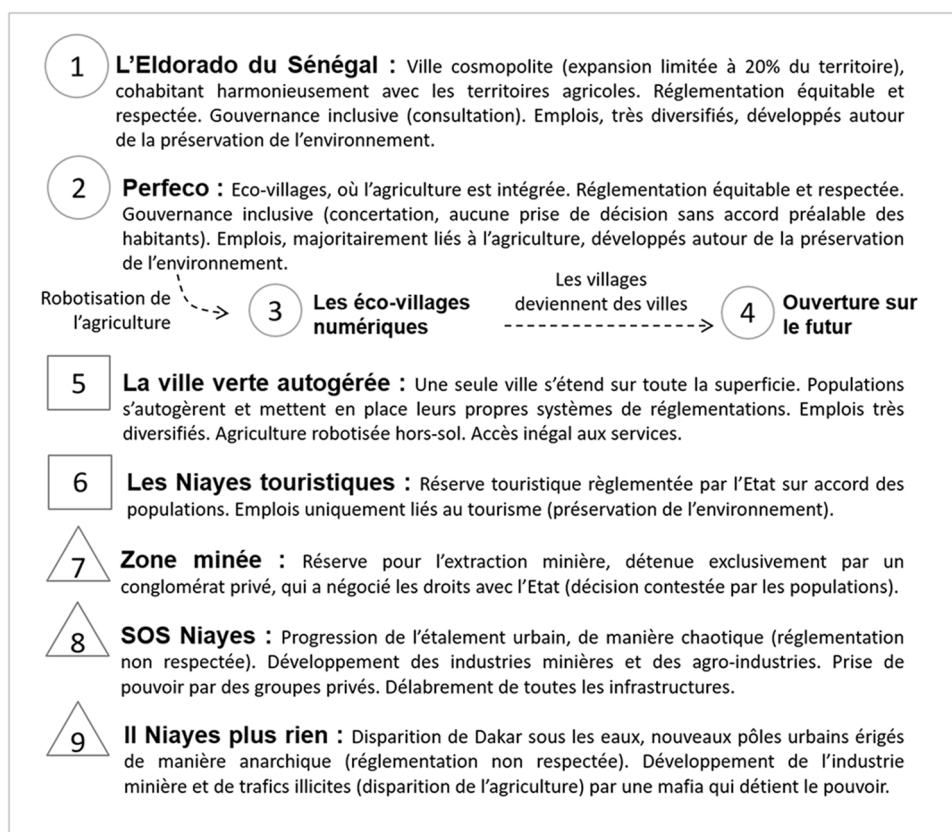 1 L'Eldorado du Sénégal : Ville cosmopolite (expansion limitée à 20% du territoire),
cohabitant harmonieusement avec les territoires agricoles. Réglementation équitable et
respectée. Gouvernance inclusive (consultation). Emplois, très diversifiés, développés autour
de la préservation de l'environnement.
2 Perfeco : Eco-villages, où l'agriculture est intégrée. Réglementation équitable et respectée.
Gouvernance inclusive (concertation, aucune prise de décision sans accord préalable des
habitants). Emplois, majoritairement liés à l'agriculture, développés autour de la préservation
de l'environnement.
Robotisation de
l'agriculture
3 Les éco-villages
numériques
Les villages
deviennent des villes
4 Ouverture sur
le futur
5 La ville verte autogérée : Une seule ville s'étend sur toute la superficie. Populations
s'autogèrent et mettent en place leurs propres systèmes de réglementations. Emplois très
diversifiés. Agriculture robotisée hors-sol. Accès inégal aux services.
6 Les Niayes touristiques : Réserve touristique règlementée par l'Etat sur accord des
populations. Emplois uniquement liés au tourisme (préservation de l'environnement).
7 Zone minée : Réserve pour l'extraction minière, détenue exclusivement par un
conglomérat privé, qui a négocié les droits avec l'Etat (décision contestée par les populations).
8 SOS Niayes : Progression de l'étalement urbain, de manière chaotique (réglementation
non respectée). Développement des industries minières et des agro-industries. Prise de
pouvoir par des groupes privés. Délabrement de toutes les infrastructures.
9 Il Niayes plus rien : Disparition de Dakar sous les eaux, nouveaux pôles urbains érigés
de manière anarchique (réglementation non respectée). Développement de l'industrie
minière et de trafics illicites (disparition de l'agriculture) par une mafia qui détient le pouvoir.